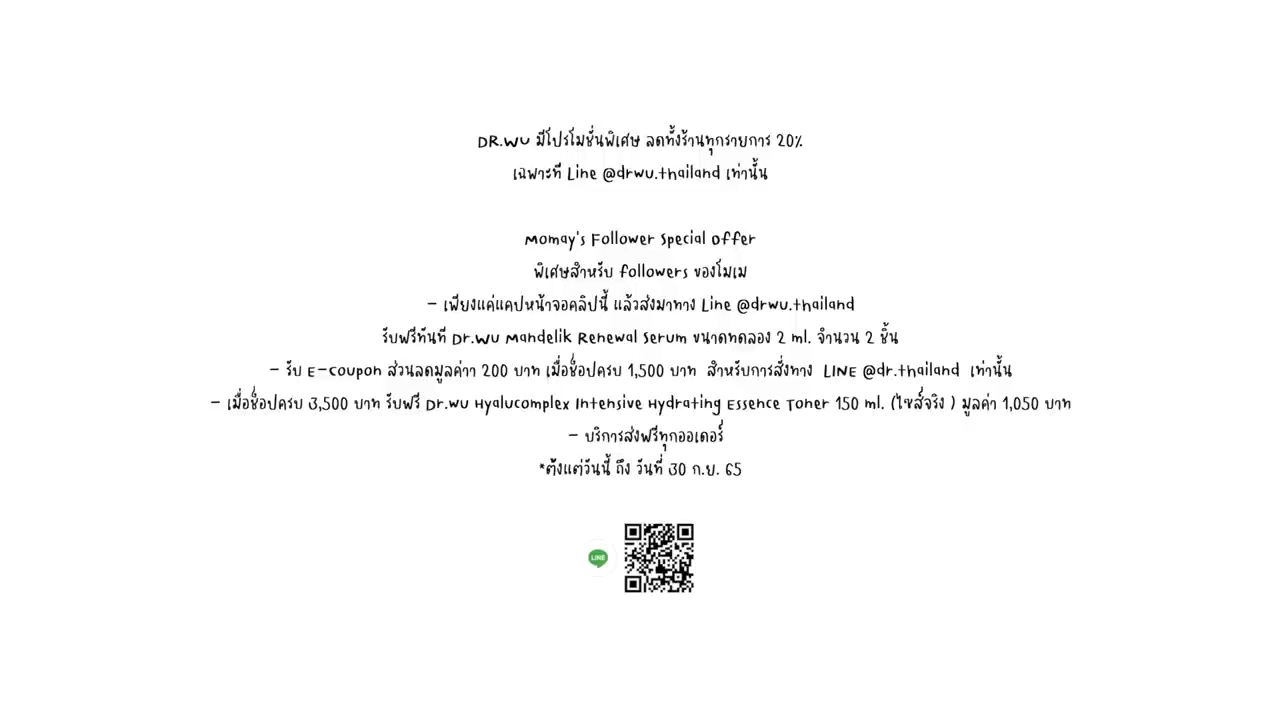 DR.WU มีโปรโมชั่นพิเศษ ลดทั้งร้านทุกรายการ 20%
เฉพาะที่ Line @drwu.thailand เท่านั้น
Momay's Follower Special Offer
พิเศษสำหรับ followers ของโมเม
- เพียงแค่แคปหน้าจอคลิปนี้ แล้วส่งมาทาง Line @drwu.thailand
รับฟรีทันที Dr.WU Mandelik Renewal Serum ขนาดทดลอง 2 ml. จำนวน 2 ชิ้น
- รับ E-coupon ส่วนลดมูลค่าา 200 บาท เมื่อช็อปครบ 1,500 บาท สำหรับการสั่งทาง LINE @dr.thailand เท่านั้น
- เมื่อช็อปครบ 3,500 บาท รับฟรี Dr.WU Hyalucomplex Intensive Hydrating Essence Toner 150 ml. (ไซส์จริง ) มูลค่า 1,050 บาท
- บริการส่งฟรีทุกออเดอร์
*ตั้งแต่วันนี้ ถึง วันที่ 30 ก.ย. 65
LINE